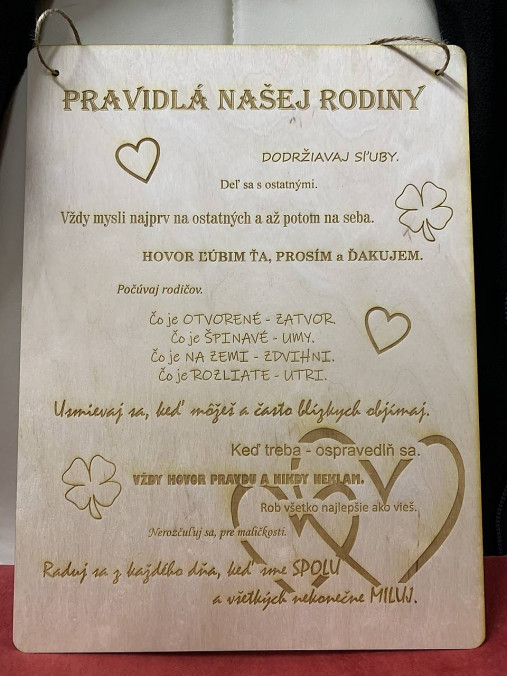 PRAVIDLÁ NAŠEJ RODINY
DODRŽIAVAJ SĽUBY.
Deľ sa s ostatnými.
Vždy mysli najprv na ostatných a až potom na seba.
HOVOR ĽÚBIM ŤA, PROSÍM a ĎAKUJEM.
Počúvaj rodičov.
Čo je OTVORENÉ - ZATVOR.
Čo je ŠPINAVÉ - UMY.
Čo je NA ZEMI - ZDVIHNI.
Čo je ROZLIATE - UTRI.
Usmievaj sa, keď môžeš a často blízkych objímaj.
Keď treba - ospravedlň sa.
VŽDY HOVOR PRAVDU A NIKDY NEKLAM.
Rob všetko najlepšie ako vieš.
Nerozčuľuj sa, pre maličkosti.
Raduj sa z každého dňa, keď sme SPOLU
a všetkých nekonečne MILUJ.